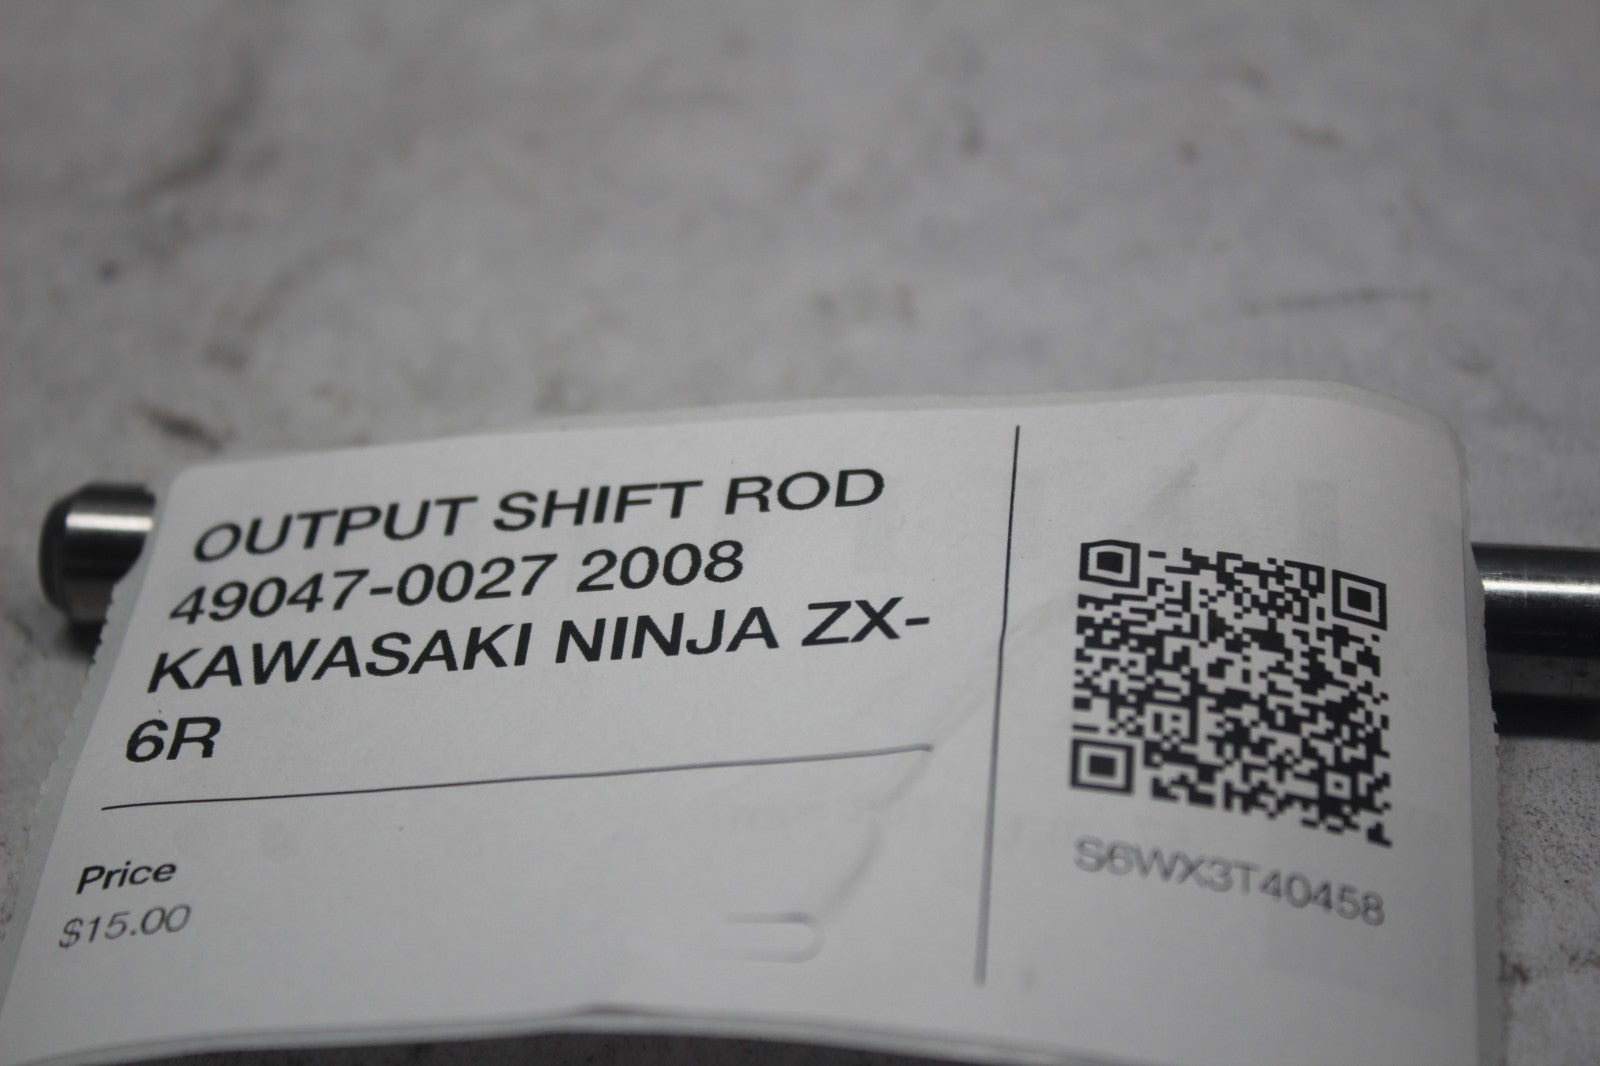 OUTPUT SHIFT ROD
49047-0027 2008
KAWASAKI NINJA ZX-
6R
Price
$15.00
S6WX3T40458